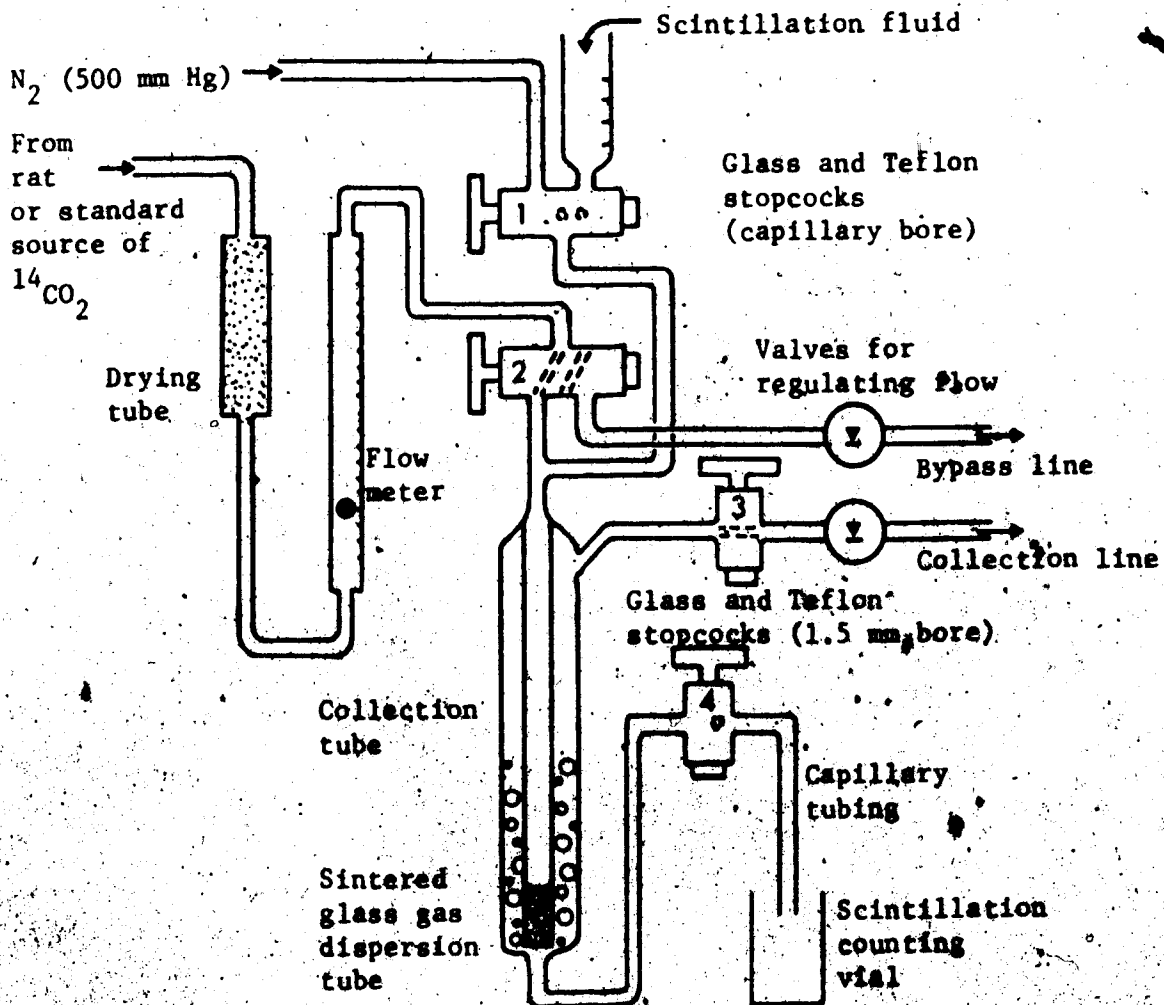 Scintillation fluid
N2 (500 mm Hg)
From
rat
or standard
source of
14CO2
Glass and Teflon
stopcocks
(capillary bore)
1
2
Drying
tube
Valves for
regulating flow
Flow
meter
Bypass line
3
Collection line
Glass and Teflon
stopcocks (1.5 mm bore)
4
Collection
tube
Capillary
tubing
Sintered
glass gas
dispersion
tube
Scintillation
counting
vial